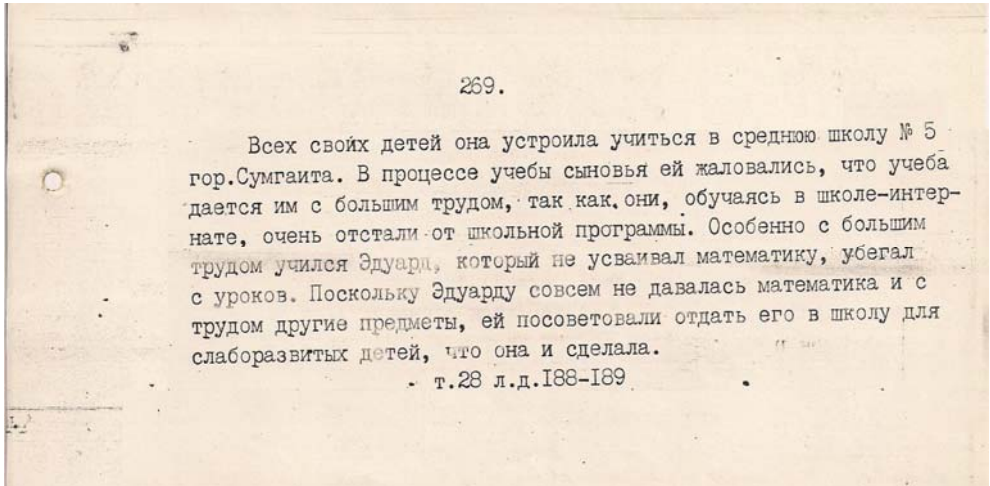 269.
Всех своих детей она устроила учиться в среднюю школу № 5
гор.Сумгаита. В процессе учебы сыновья ей жаловались, что учеба
дается им с большим трудом, так как они, обучаясь в школе-интер-
нате, очень отстали от школьной программы. Особенно с большим
трудом учился Эдуард, который не усваивал математику, убегал
с уроков. Поскольку Эдуарду совсем не давалась математика и с
трудом другие предметы, ей посоветовали отдать его в школу для
слаборазвитых детей, что она и сделала.
т.28 л.д.I88-I89